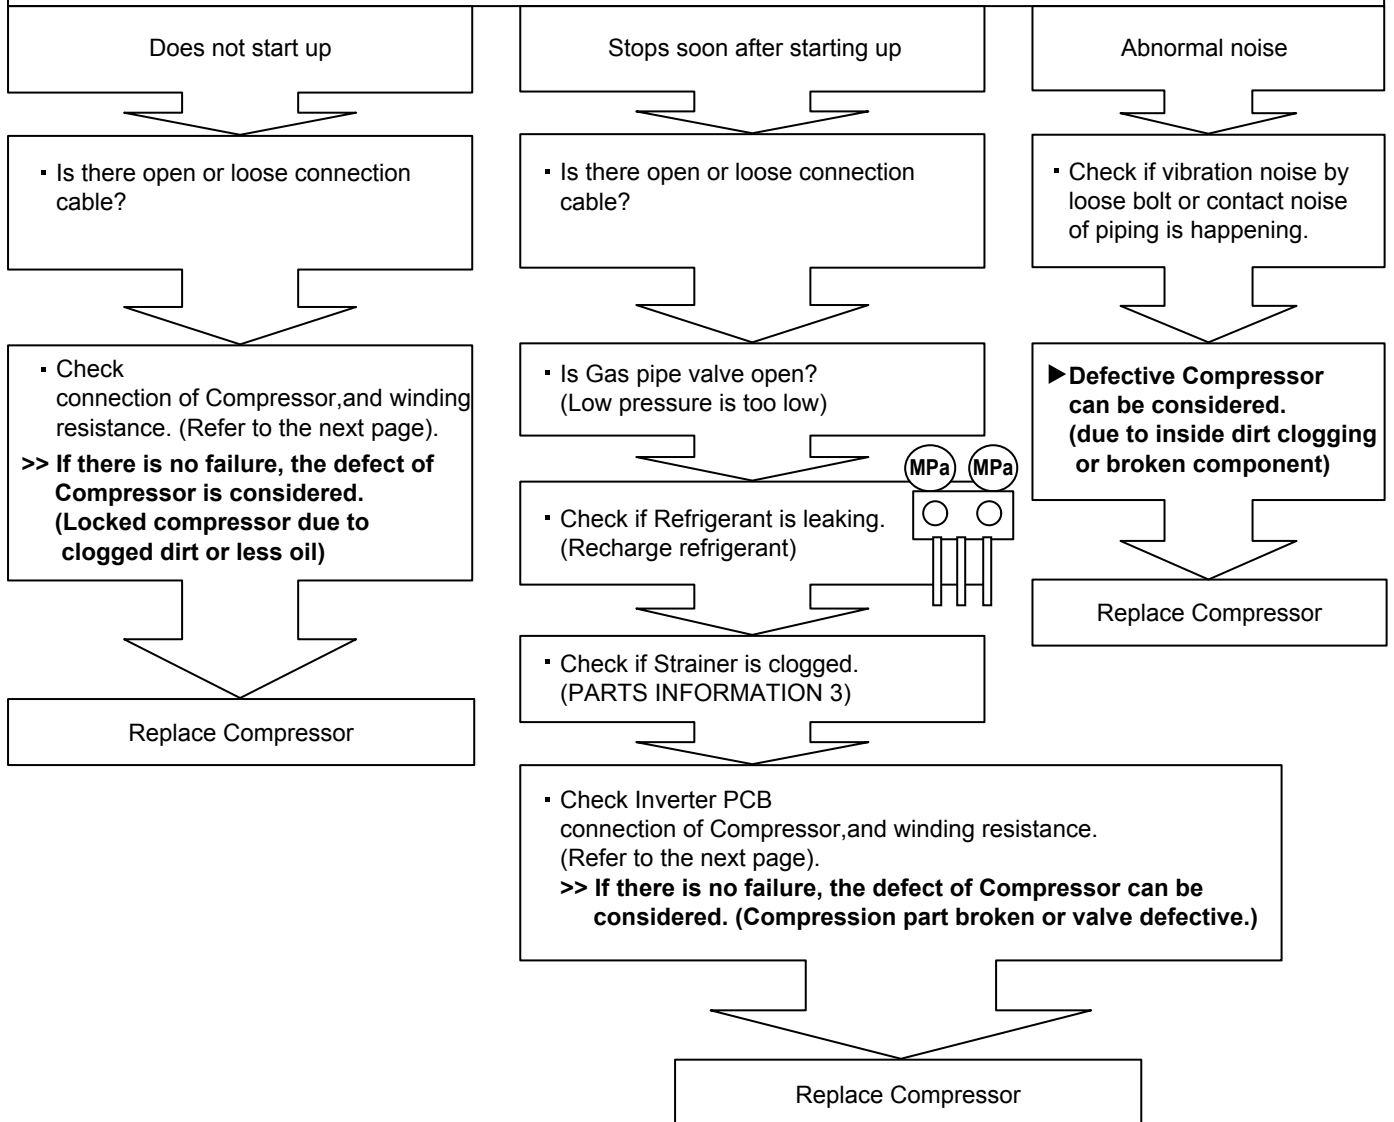 Does not start up
▪ Is there open or loose connection
cable?
▪ Check
connection of Compressor,and winding
resistance. (Refer to the next page).
>> If there is no failure, the defect of
Compressor is considered.
(Locked compressor due to
clogged dirt or less oil)
Replace Compressor
Stops soon after starting up
▪ Is there open or loose connection
cable?
▪ Is Gas pipe valve open?
(Low pressure is too low)
▪ Check if Refrigerant is leaking.
(Recharge refrigerant)
MPa MPa
▪ Check if Strainer is clogged.
(PARTS INFORMATION 3)
▪ Check Inverter PCB
connection of Compressor,and winding resistance.
(Refer to the next page).
>> If there is no failure, the defect of Compressor can be
considered. (Compression part broken or valve defective.)
Replace Compressor
Abnormal noise
▪ Check if vibration noise by
loose bolt or contact noise
of piping is happening.
▶Defective Compressor
can be considered.
(due to inside dirt clogging
or broken component)
Replace Compressor